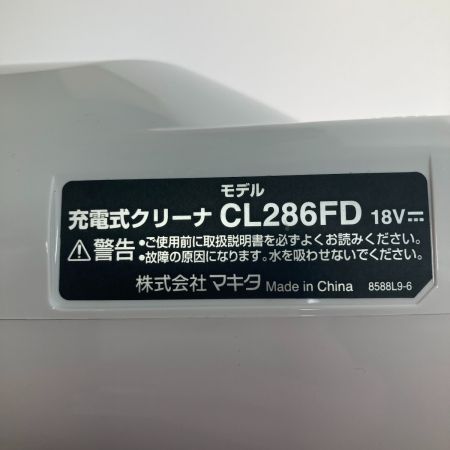 モデル
充電式クリーナ CL286FD 18V⎓
⚠警告 •ご使用前に取扱説明書を必ずよくお読みください。
•故障の原因になります。水を吸わせないでください。
株式会社 マキタ Made in China 8588L9-6